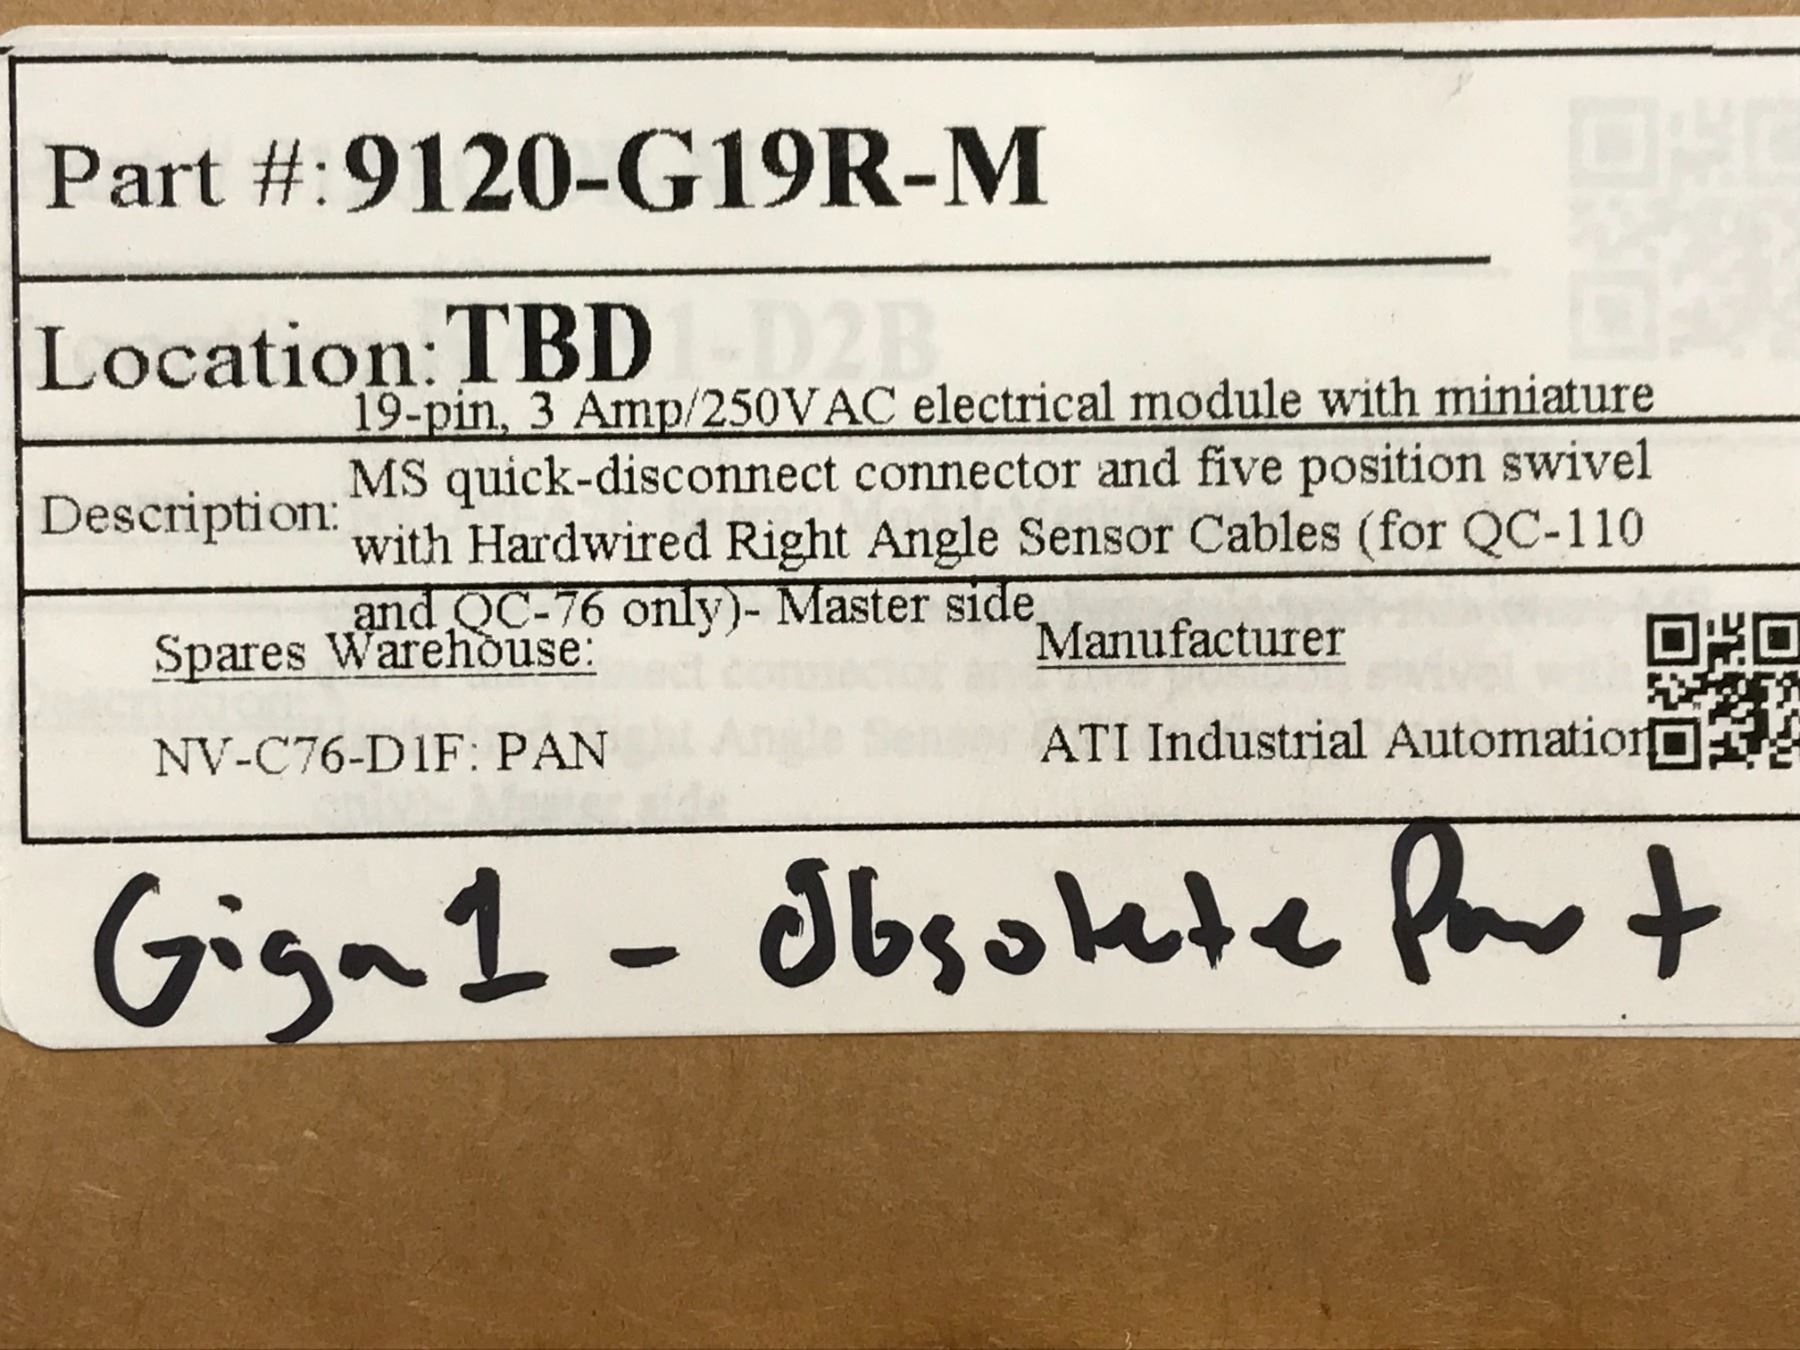 Part #: 9120-G19R-M
Location: TBD
Description: 19-pin, 3 Amp/250VAC electrical module with miniature
MS quick-disconnect connector and five position swivel
with Hardwired Right Angle Sensor Cables (for QC-110
and QC-76 only)- Master side
Spares Warehouse:
NV-C76-D1F: PAN
Manufacturer
ATI Industrial Automation
Giga 1 - Obsolete Part